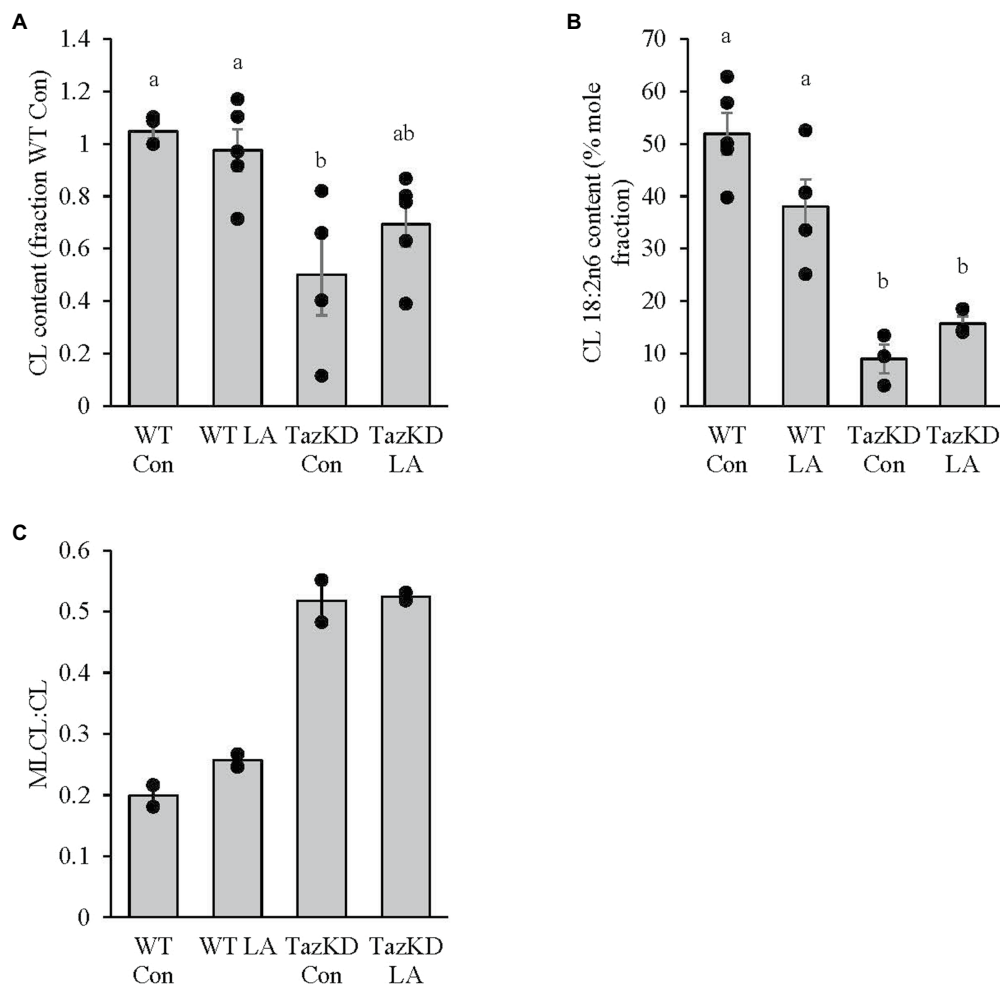 A
CL content (fraction WT Con)
1.4
1.2
1
0.8
0.6
0.4
0.2
0
a
a
b
ab
WT
Con
WT LA
TazKD
Con
TazKD
LA
B
CL 18:2n6 content (% mole
fraction)
70
60
50
40
30
20
10
0
a
a
b
b
WT
Con
WT
LA
TazKD
Con
TazKD
LA
C
MLCL:CL
0.6
0.5
0.4
0.3
0.2
0.1
0
WT
Con
WT LA
TazKD
Con
TazKD
LA